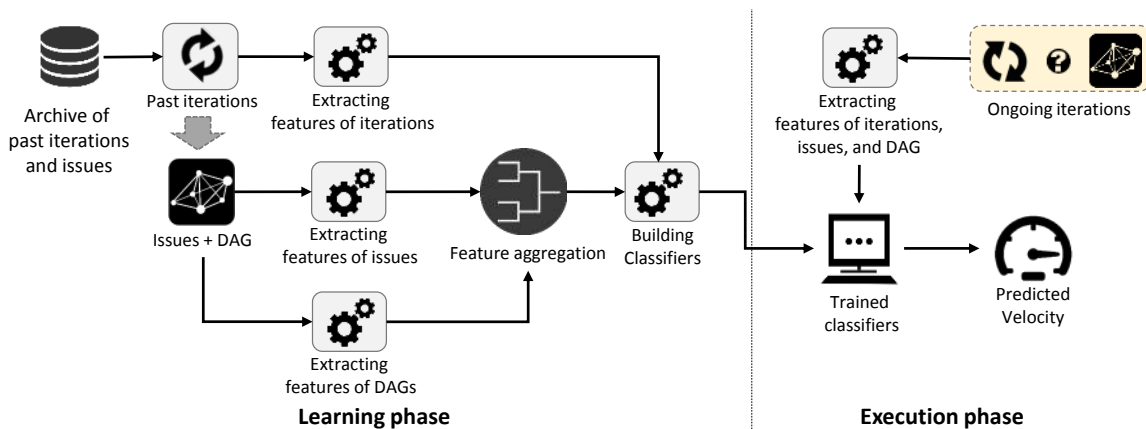 Archive of
past iterations
and issues
Past iterations
Extracting
features of iterations
Issues + DAG
Extracting
features of issues
Extracting
features of DAGs
Feature aggregation
Building
Classifiers
Learning phase
?
Ongoing iterations
Extracting
features of iterations,
issues, and DAG
Trained
classifiers
Predicted
Velocity
Execution phase